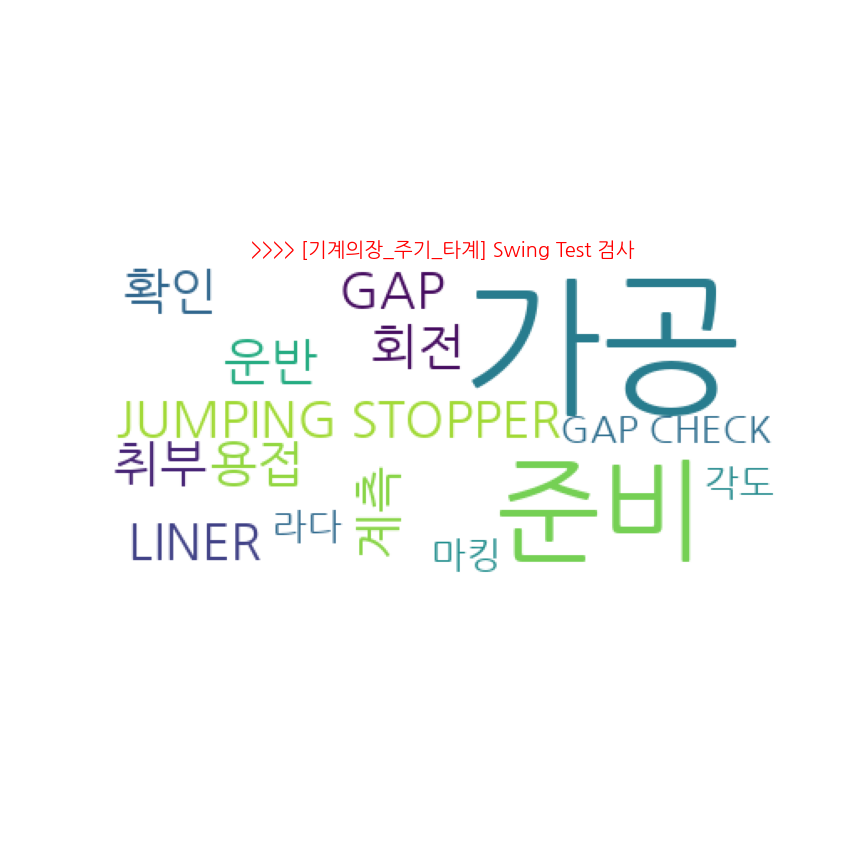 >>>> [기계의장_주기_타계] Swing Test 검사
확인
GAP
가공
회전
운반
JUMPING STOPPER
GAP CHECK
취부
용접
계측
준비
각도
LINER
라다
마킹